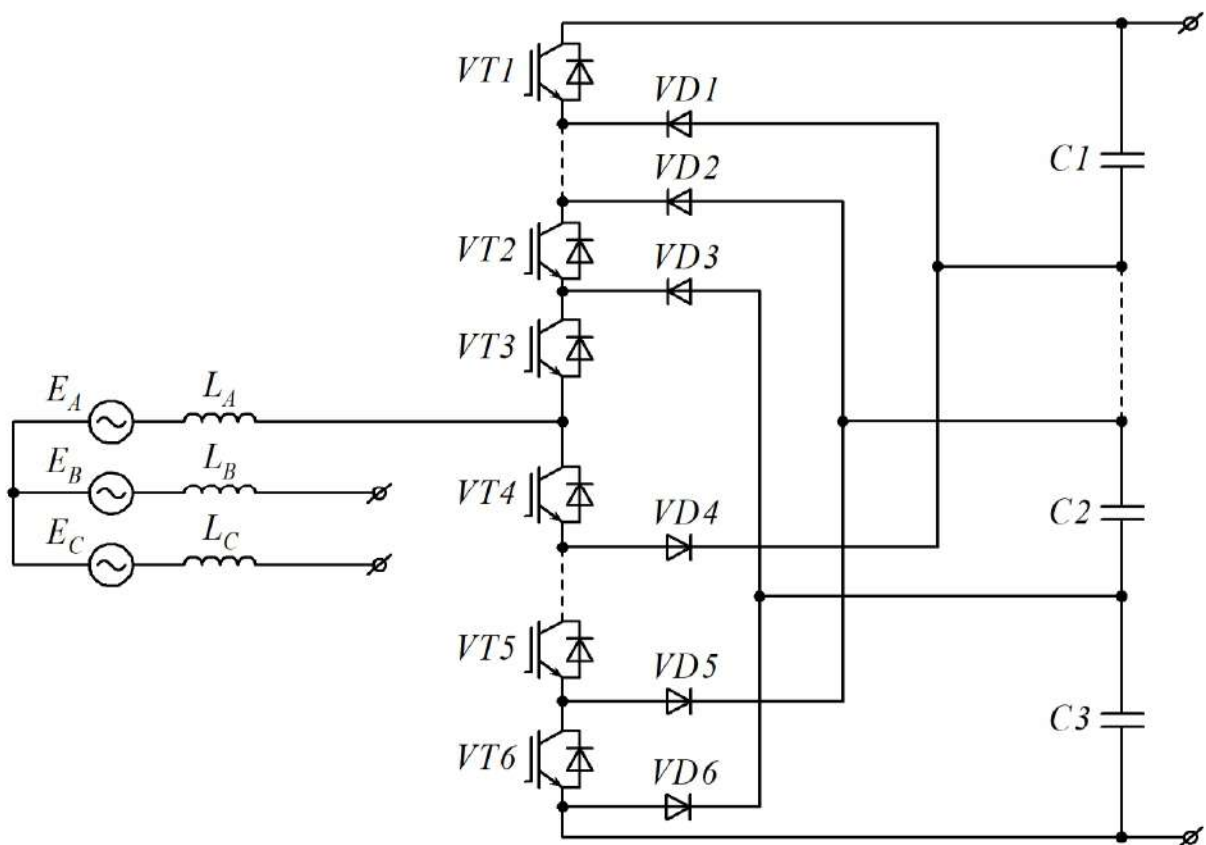 VT1
VD1
C1
VD2
VT2
VD3
VT3
E_A
L_A
E_B
L_B
VT4
VD4
C2
E_C
L_C
VT5
VD5
C3
VT6
VD6